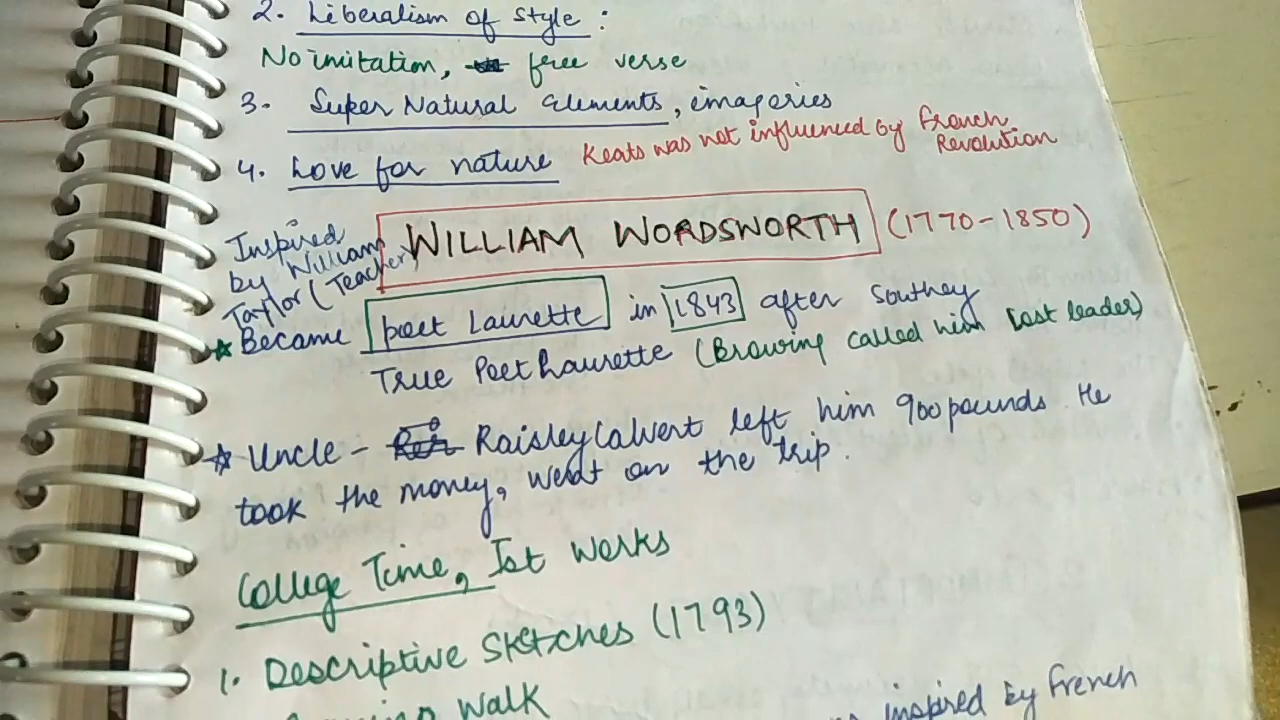 2. Liberalism of Style :
No imitation, free verse
3. Super Natural elements, imageries
4. Love for nature
Keats was not influenced by French
Revolution
Inspired
by William
Taylor (Teacher)
WILLIAM WORDSWORTH (1770-1850)
Became poet Laurette in 1843 after Southey
True Poet Laurette (Browing called him Lost leader)
Uncle - Raisley Calvert left him 900 pounds. He
took the money, went on the trip.
College Time, Ist Works
1. Descriptive Sketches (1793)
Walk
inspired by French